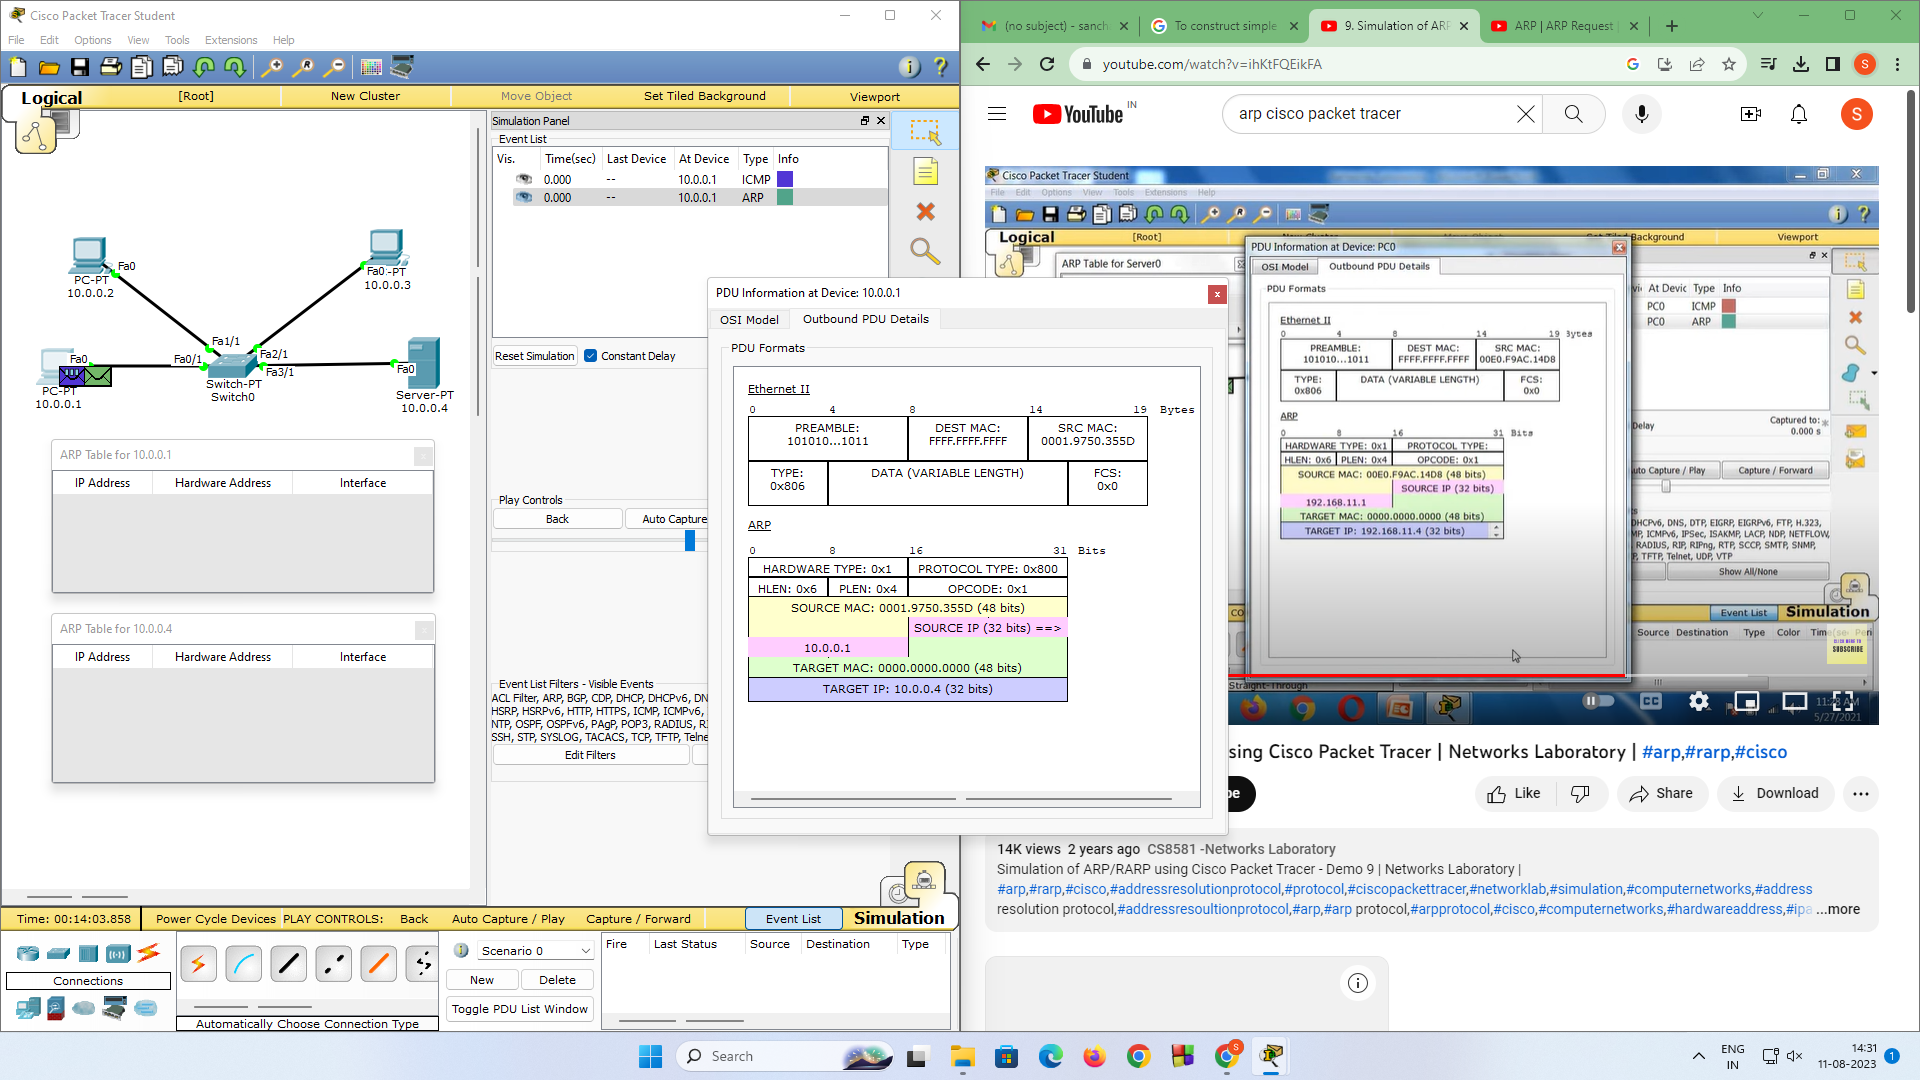 Cisco Packet Tracer Student
File Edit Options View Tools Extensions Help
Logical [Root] New Cluster Move Object Set Tiled Background Viewport
Fa0
PC-PT
10.0.0.2
Fa0 -PT
10.0.0.3
Fa1/1
Fa0 Fa0/1 Fa2/1
Fa3/1 Fa0
Switch-PT
Switch0
PC-PT
10.0.0.1
Server-PT
10.0.0.4
ARP Table for 10.0.0.1
IP Address Hardware Address Interface
ARP Table for 10.0.0.4
IP Address Hardware Address Interface
Simulation Panel
Event List
Vis. Time(sec) Last Device At Device Type Info
0.000 -- 10.0.0.1 ICMP
0.000 -- 10.0.0.1 ARP
Reset Simulation Constant Delay
Play Controls
Back Auto Capture
Event List Filters - Visible Events
ACL Filter, ARP, BGP, CDP, DHCP, DHCPv6, DN
HSRP, HSRPv6, HTTP, HTTPS, ICMP, ICMPv6,
NTP, OSPF, OSPFv6, PAgP, POP3, RADIUS, R
SSH, STP, SYSLOG, TACACS, TCP, TFTP, Telne
Edit Filters
PDU Information at Device: 10.0.0.1
OSI Model Outbound PDU Details
PDU Formats
Ethernet II
0 4 8 14 19 Bytes
PREAMBLE: 101010...1011 DEST MAC: FFFF.FFFF.FFFF SRC MAC: 0001.9750.355D
TYPE: 0x806 DATA (VARIABLE LENGTH) FCS: 0x0
ARP
0 8 16 31 Bits
HARDWARE TYPE: 0x1 PROTOCOL TYPE: 0x800
HLEN: 0x6 PLEN: 0x4 OPCODE: 0x1
SOURCE MAC: 0001.9750.355D (48 bits)
SOURCE IP (32 bits) ==>
10.0.0.1
TARGET MAC: 0000.0000.0000 (48 bits)
TARGET IP: 10.0.0.4 (32 bits)
Time: 00:14:03.858 Power Cycle Devices PLAY CONTROLS: Back Auto Capture / Play Capture / Forward Event List Simulation
Connections
Automatically Choose Connection Type
Scenario 0
New Delete
Toggle PDU List Window
Fire Last Status Source Destination Type
(no subject) - sanch
To construct simple
9. Simulation of ARP
ARP | ARP Request
youtube.com/watch?v=ihKtFQEikFA
YouTube IN
arp cisco packet tracer
S
Cisco Packet Tracer Student
File Edit Options View Tools Extensions Help
Logical [Root] New Cluster Move Object Set Tiled Background Viewport
ARP Table for Server0
PDU Information at Device: PC0
OSI Model Outbound PDU Details
PDU Formats
Ethernet II
0 4 8 14 19 Bytes
PREAMBLE: 101010...1011 DEST MAC: FFFF.FFFF.FFFF SRC MAC: 00E0.F9AC.14D8
TYPE: 0x806 DATA (VARIABLE LENGTH) FCS: 0x0
ARP
0 8 16 31 Bits
HARDWARE TYPE: 0x1 PROTOCOL TYPE:
HLEN: 0x6 PLEN: 0x4 OPCODE: 0x1
SOURCE MAC: 00E0.F9AC.14D8 (48 bits)
SOURCE IP (32 bits)
192.168.11.1
TARGET MAC: 0000.0000.0000 (48 bits)
TARGET IP: 192.168.11.4 (32 bits)
At Devic Type Info
PC0 ICMP
PC0 ARP
Delay Captured to:
0.000 s
uto Capture / Play Capture / Forward
DHCPv6, DNS, DTP, EIGRP, EIGRPv6, FTP, H.323,
MP, ICMPv6, IPSec, ISAKMP, LACP, NDP, NETFLOW,
RADIUS, RIP, RIPng, RTP, SCCP, SMTP, SNMP,
TFTP, Telnet, UDP, VTP
Show All/None
Event List Simulation
Source Destination Type Color
SUBSCRIBE
Straight-Through
CC
5/27/2021
sing Cisco Packet Tracer | Networks Laboratory | #arp,#rarp,#cisco
be Like Share Download
14K views 2 years ago CS8581 -Networks Laboratory
Simulation of ARP/RARP using Cisco Packet Tracer - Demo 9 | Networks Laboratory |
#arp,#rarp,#cisco,#addressresolutionprotocol,#protocol,#ciscopackettracer,#networklab,#simulation,#computernetworks,#address
resolution protocol,#addressresoultionprotocol,#arp,#arp protocol,#arpprotocol,#cisco,#computernetworks,#hardwareaddress,#ipa ...more
Search
S
ENG
IN
14:31
11-08-2023
1